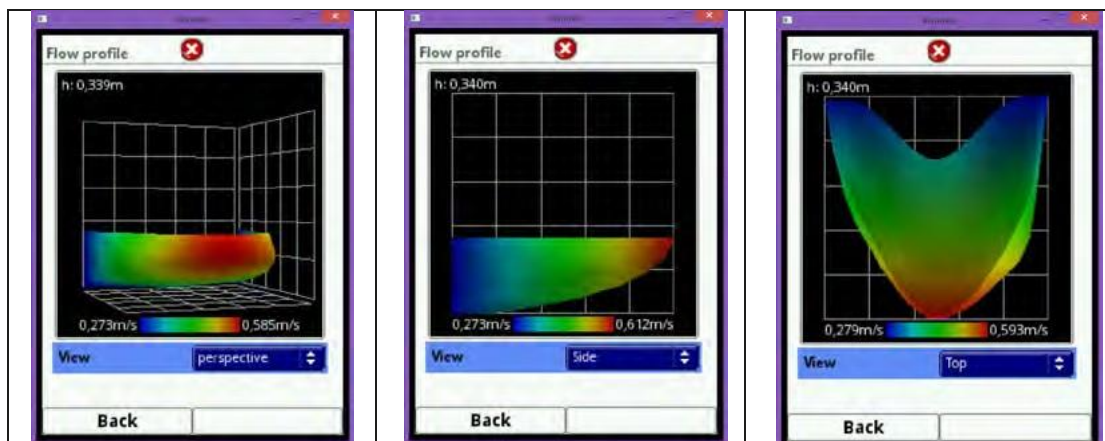 Flow profile
h: 0,339m
0,273m/s 0,585m/s
View perspective
Back
Flow profile
h: 0,340m
0,273m/s 0,612m/s
View Side
Back
Flow profile
h: 0,340m
0,279m/s 0,593m/s
View Top
Back